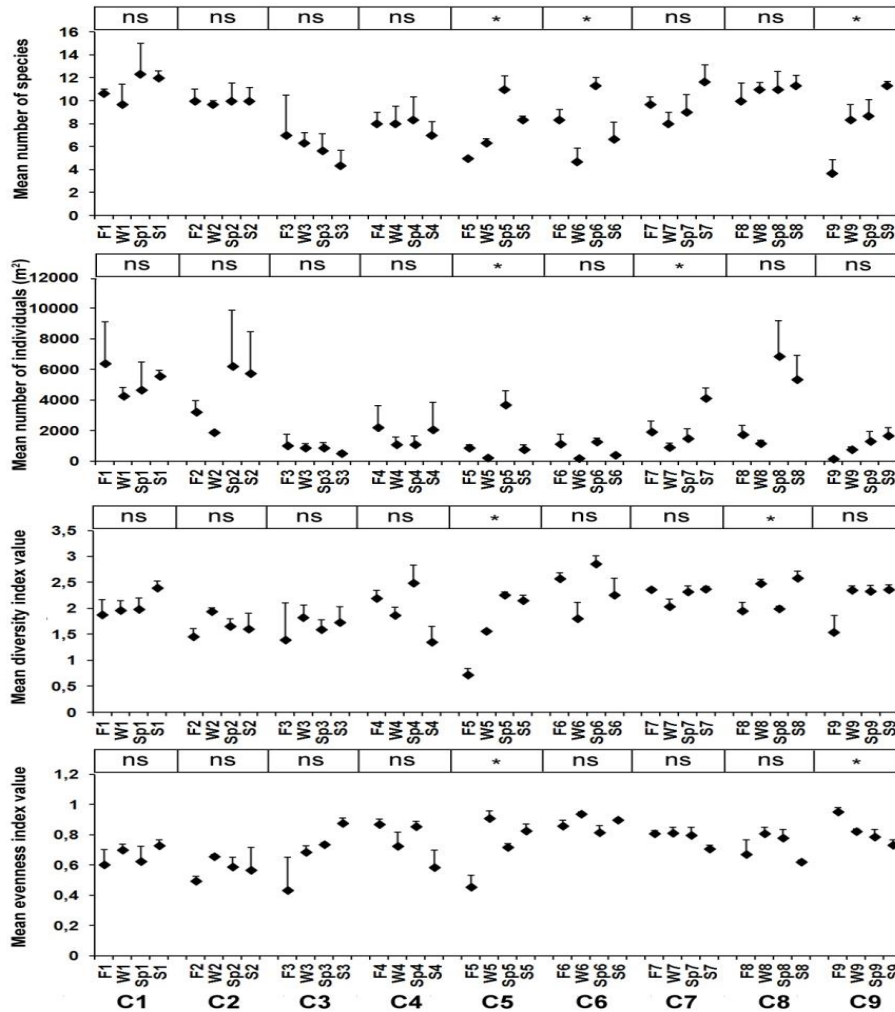 ns ns ns ns * * ns ns *
Mean number of species
16
14
12
10
8
6
4
2
0
F1 W1 Sp1 S1 F2 W2 Sp2 S2 F3 W3 Sp3 S3 F4 W4 Sp4 S4 F5 W5 Sp5 S5 F6 W6 Sp6 S6 F7 W7 Sp7 S7 F8 W8 Sp8 S8 F9 W9 Sp9 S9
ns ns ns ns * ns * ns ns
Mean number of individuals (m²)
12000
10000
8000
6000
4000
2000
0
F1 W1 Sp1 S1 F2 W2 Sp2 S2 F3 W3 Sp3 S3 F4 W4 Sp4 S4 F5 W5 Sp5 S5 F6 W6 Sp6 S6 F7 W7 Sp7 S7 F8 W8 Sp8 S8 F9 W9 Sp9 S9
ns ns ns ns * ns ns * ns
Mean diversity index value
3,5
3
2,5
2
1,5
1
0,5
0
F1 W1 Sp1 S1 F2 W2 Sp2 S2 F3 W3 Sp3 S3 F4 W4 Sp4 S4 F5 W5 Sp5 S5 F6 W6 Sp6 S6 F7 W7 Sp7 S7 F8 W8 Sp8 S8 F9 W9 Sp9 S9
ns ns ns ns * ns ns ns *
Mean evenness index value
1,2
1
0,8
0,6
0,4
0,2
0
F1 W1 Sp1 S1 F2 W2 Sp2 S2 F3 W3 Sp3 S3 F4 W4 Sp4 S4 F5 W5 Sp5 S5 F6 W6 Sp6 S6 F7 W7 Sp7 S7 F8 W8 Sp8 S8 F9 W9 Sp9 S9
C1 C2 C3 C4 C5 C6 C7 C8 C9